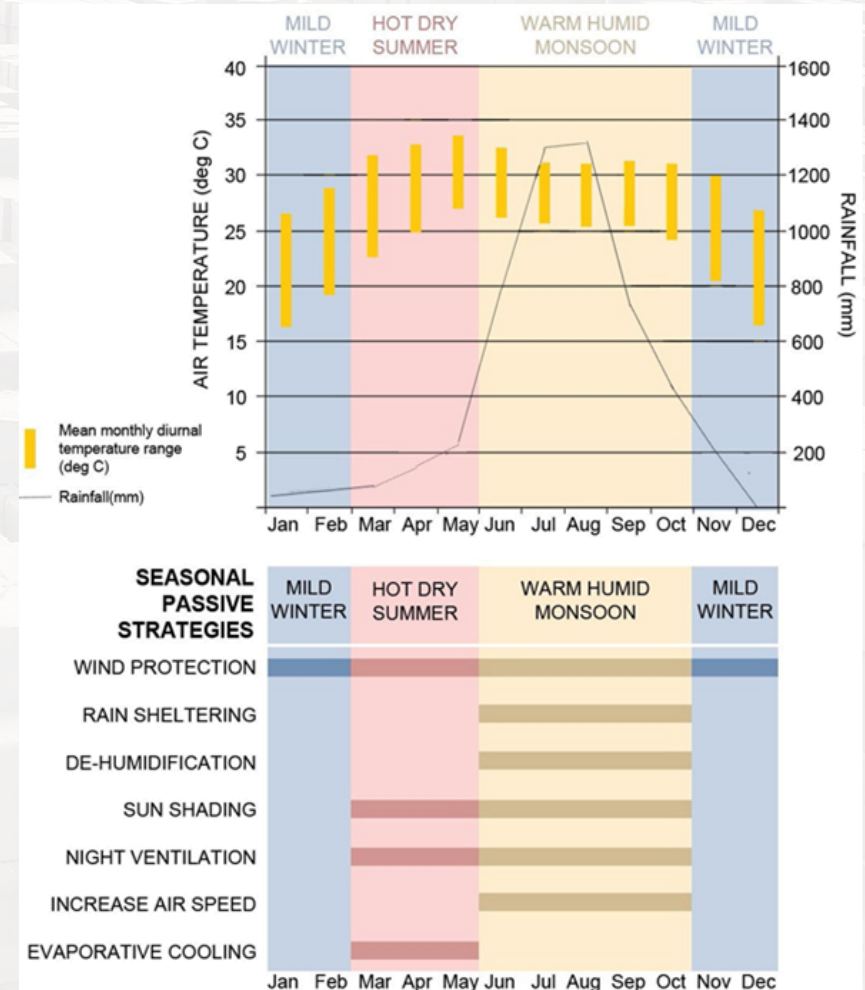 MILD
WINTER
HOT DRY
SUMMER
WARM HUMID
MONSOON
MILD
WINTER
AIR TEMPERATURE (deg C)
40
35
30
25
20
15
10
5
1600
1400
1200
1000
800
600
400
200
RAINFALL (mm)
Mean monthly diurnal
temperature range
(deg C)
Rainfall(mm)
Jan Feb Mar Apr May Jun Jul Aug Sep Oct Nov Dec
SEASONAL
PASSIVE
STRATEGIES
MILD
WINTER
HOT DRY
SUMMER
WARM HUMID
MONSOON
MILD
WINTER
WIND PROTECTION
RAIN SHELTERING
DE-HUMIDIFICATION
SUN SHADING
NIGHT VENTILATION
INCREASE AIR SPEED
EVAPORATIVE COOLING
Jan Feb Mar Apr May Jun Jul Aug Sep Oct Nov Dec